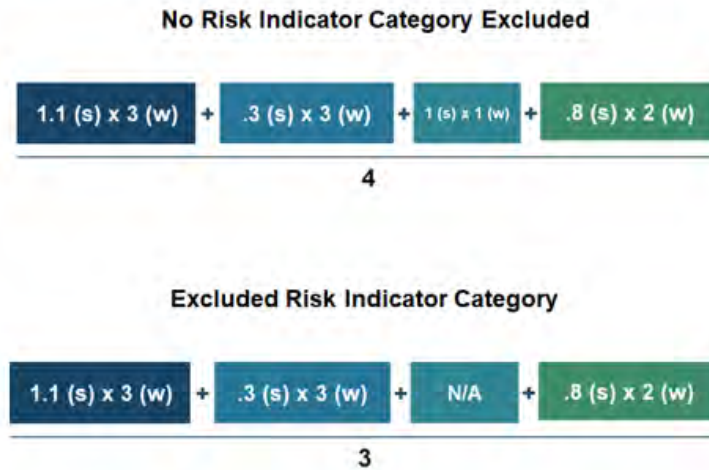 No Risk Indicator Category Excluded
1.1 (s) x 3 (w) + .3 (s) x 3 (w) + 1 (s) x 1 (w) + .8 (s) x 2 (w)
4
Excluded Risk Indicator Category
1.1 (s) x 3 (w) + .3 (s) x 3 (w) + N/A + .8 (s) x 2 (w)
3